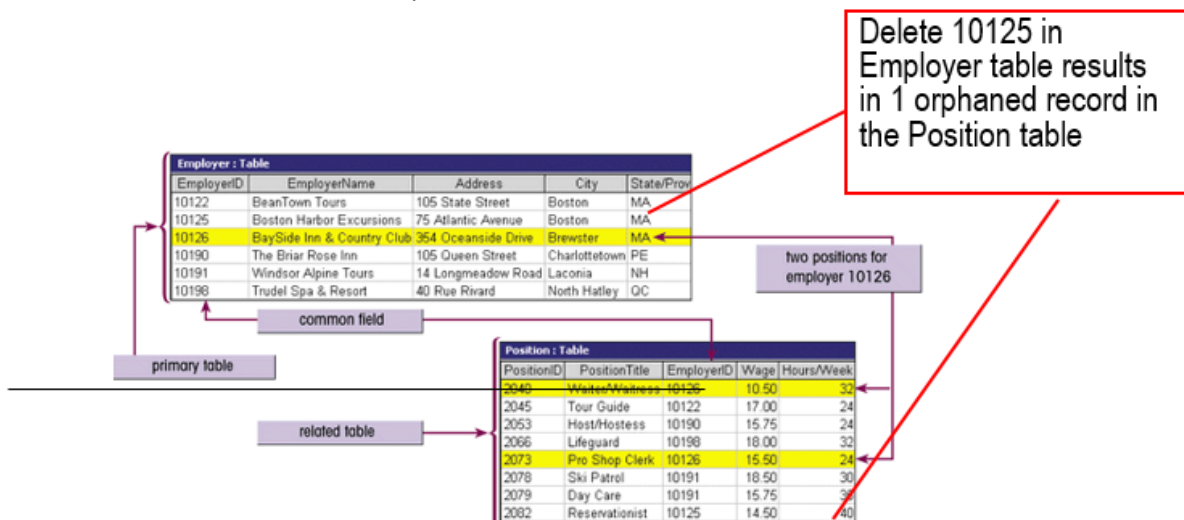 Delete 10125 in
Employer table results
in 1 orphaned record in
the Position table
Employer : Table
EmployerID EmployerName Address City State/Prov
10122 BeanTown Tours 105 State Street Boston MA
10125 Boston Harbor Excursions 75 Atlantic Avenue Boston MA
10126 BaySide Inn & Country Club 354 Oceanside Drive Brewster MA
10190 The Briar Rose Inn 105 Queen Street Charlottetown PE
10191 Windsor Alpine Tours 14 Longmeadow Road Laconia NH
10198 Trudel Spa & Resort 40 Rue Rivard North Hatley QC
two positions for
employer 10126
common field
primary table
Position : Table
PositionID PositionTitle EmployerID Wage Hours/Week
2040 Waiter/Waitress 10126 10.50 32
2045 Tour Guide 10122 17.00 24
2053 Host/Hostess 10190 15.75 24
related table
2066 Lifeguard 10198 18.00 32
2073 Pro Shop Clerk 10126 15.50 24
2078 Ski Patrol 10191 18.50 30
2079 Day Care 10191 15.75
2082 Reservationist 10125 14.50 40